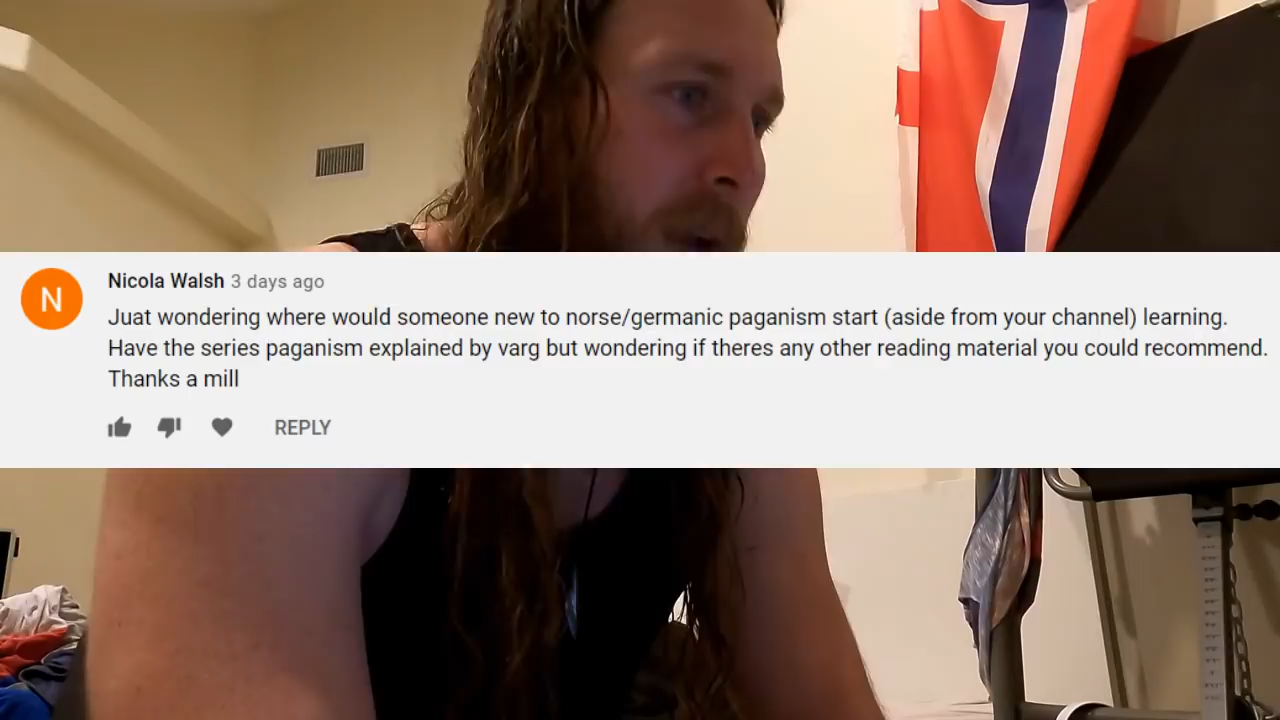 N
Nicola Walsh 3 days ago
Juat wondering where would someone new to norse/germanic paganism start (aside from your channel) learning.
Have the series paganism explained by varg but wondering if theres any other reading material you could recommend.
Thanks a mill
REPLY